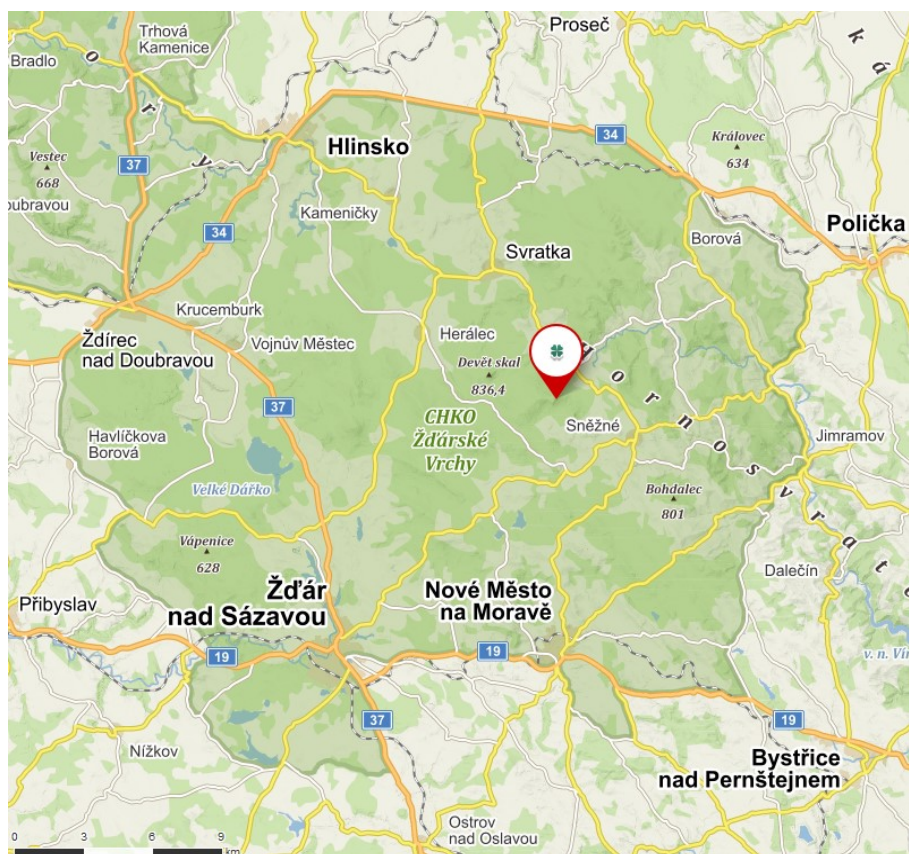 Proseč
Trhová
Kamenice
Bradlo
o
r
y
k
á
34
Královec
634
37
Hlinsko
Vestec
668
oubravou
Kameničky
34
Polička
Borová
Svratka
Krucemburk
Herálec
Vojnův Městec
Ždírec
nad Doubravou
Devět skal
836,4
H
o
r
n
o
s
v
r
a
t
37
CHKO
Žďárské
Vrchy
Sněžné
Havlíčkova
Borová
Jimramov
Velké Dářko
Bohdalec
801
Vápenice
628
Dalečín
Žďár
nad Sázavou
Nové Město
na Moravě
Přibyslav
19
19
v. n. Vír
37
19
Nížkov
Bystřice
nad Pernštejnem
Ostrov
nad Oslavou
0 3 6 9
km